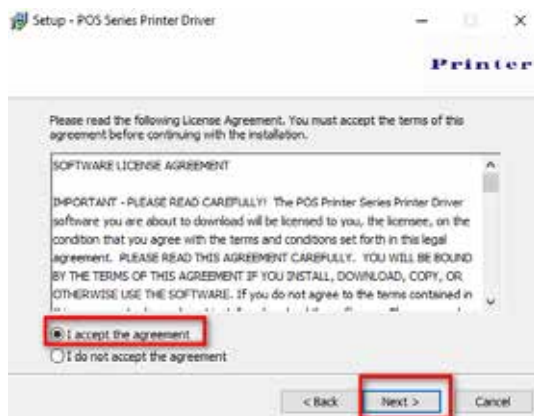 Setup - POS Series Printer Driver
Printer
Please read the following License Agreement. You must accept the terms of this
agreement before continuing with the installation.
SOFTWARE LICENSE AGREEMENT
IMPORTANT - PLEASE READ CAREFULLY! The POS Printer Series Printer Driver
software you are about to download will be licensed to you, the licensee, on the
condition that you agree with the terms and conditions set forth in this legal
agreement. PLEASE READ THIS AGREEMENT CAREFULLY. YOU WILL BE BOUND
BY THE TERMS OF THIS AGREEMENT IF YOU INSTALL, DOWNLOAD, COPY, OR
OTHERWISE USE THE SOFTWARE. If you do not agree to the terms contained in
I accept the agreement
I do not accept the agreement
< Back Next > Cancel